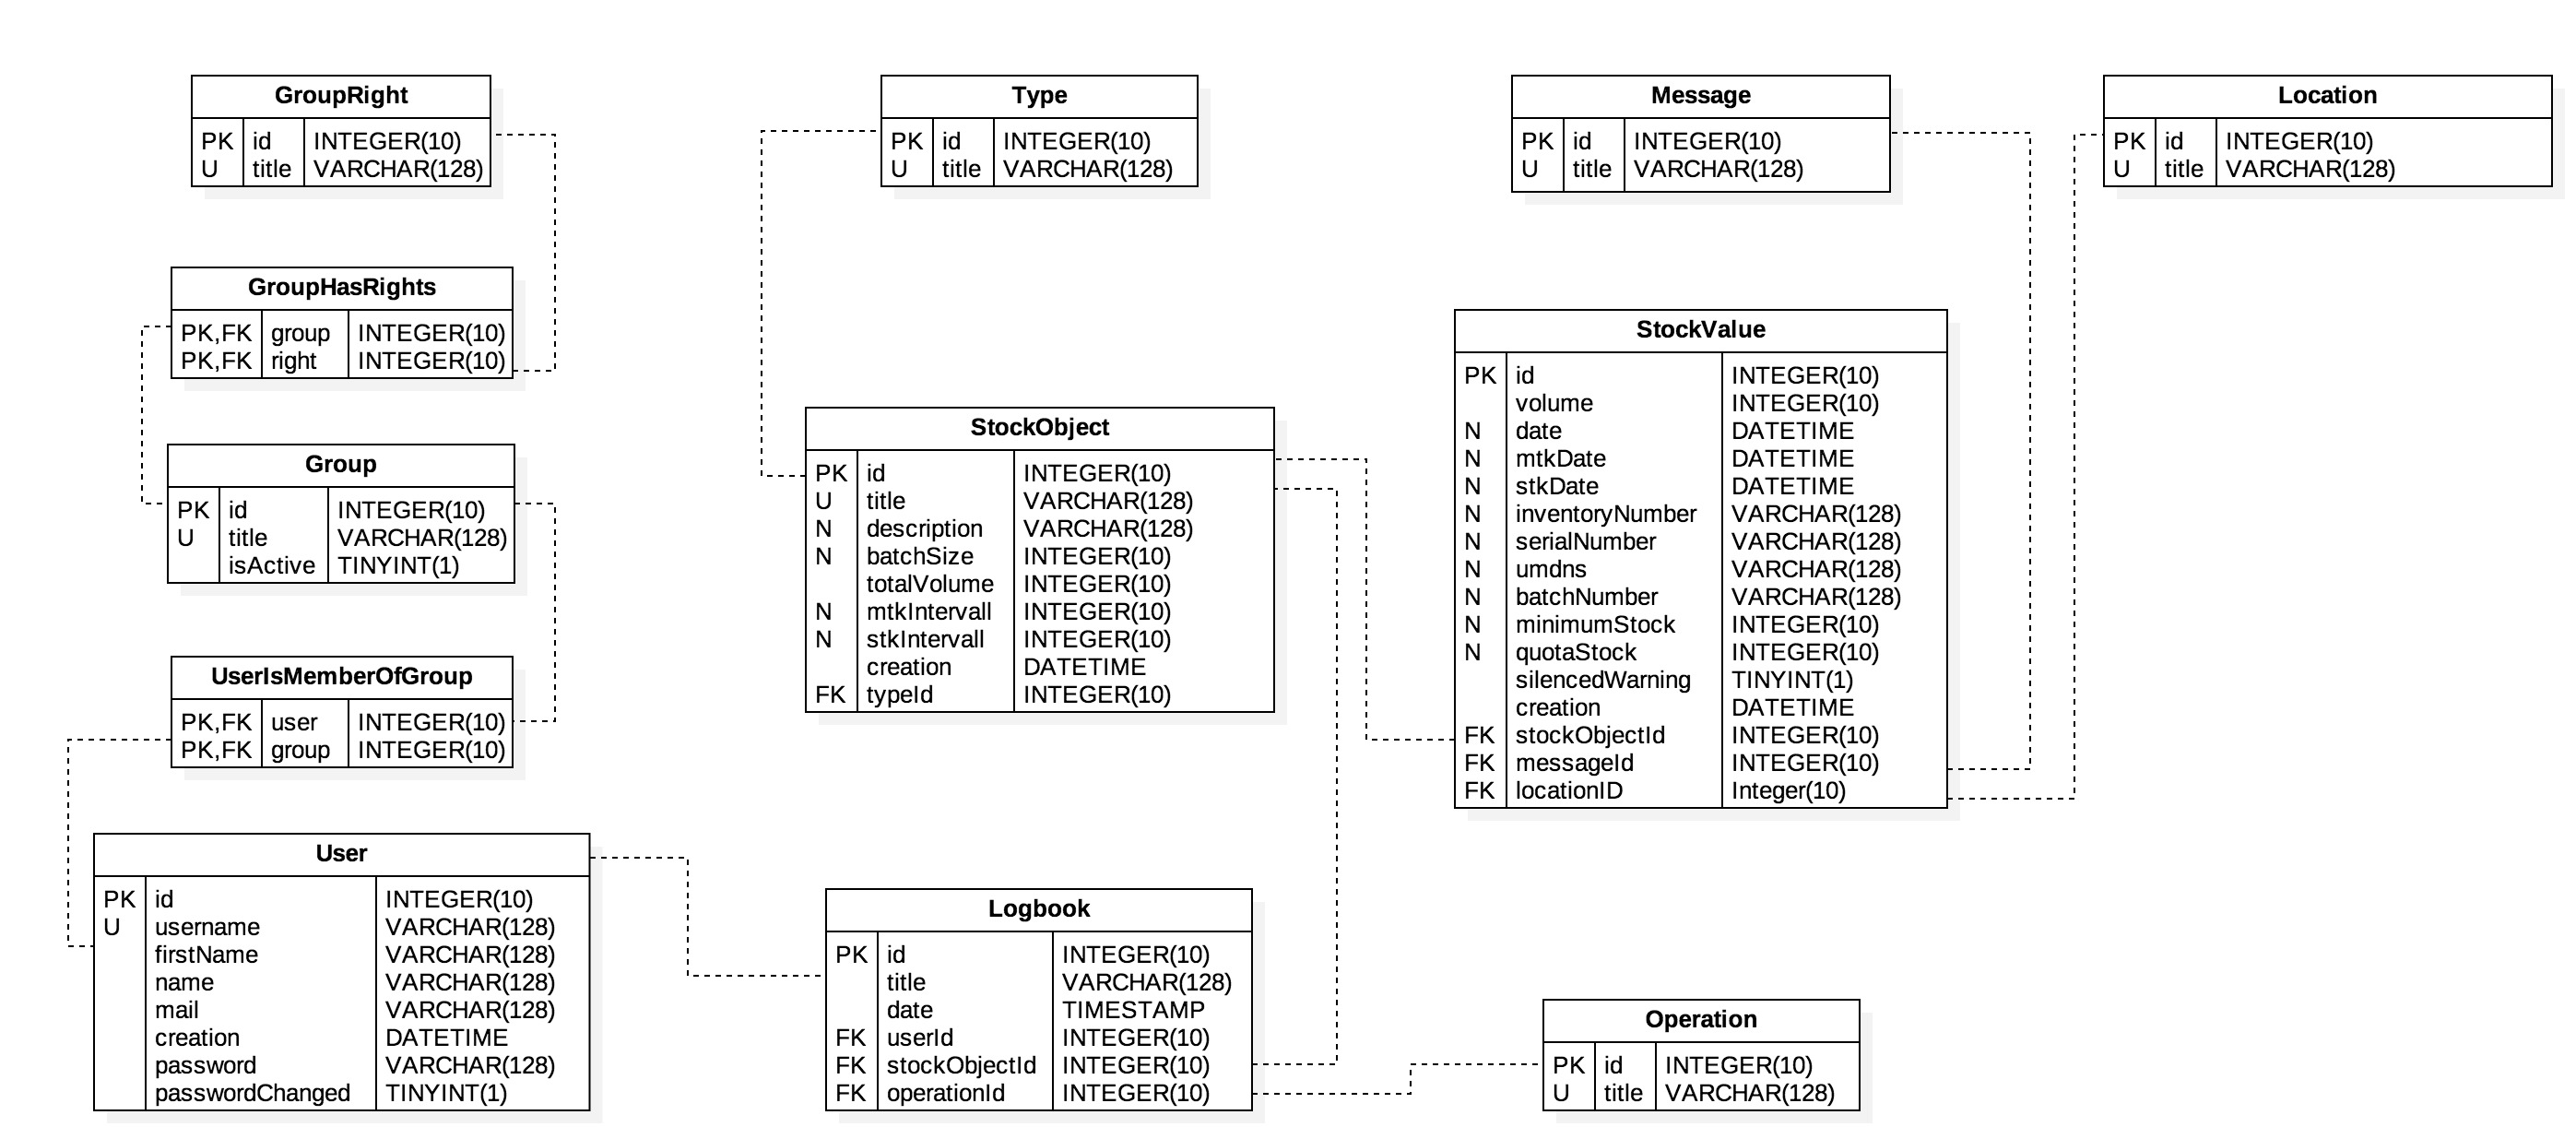 GroupRight
PK id INTEGER(10)
U title VARCHAR(128)
GroupHasRights
PK,FK group INTEGER(10)
PK,FK right INTEGER(10)
Group
PK id INTEGER(10)
U title VARCHAR(128)
isActive TINYINT(1)
UserIsMemberOfGroup
PK,FK user INTEGER(10)
PK,FK group INTEGER(10)
User
PK id INTEGER(10)
U username VARCHAR(128)
firstName VARCHAR(128)
name VARCHAR(128)
mail VARCHAR(128)
creation DATETIME
password VARCHAR(128)
passwordChanged TINYINT(1)
Type
PK id INTEGER(10)
U title VARCHAR(128)
StockObject
PK id INTEGER(10)
U title VARCHAR(128)
N description VARCHAR(128)
N batchSize INTEGER(10)
totalVolume INTEGER(10)
N mtkIntervall INTEGER(10)
N stkIntervall INTEGER(10)
creation DATETIME
FK typeId INTEGER(10)
Logbook
PK id INTEGER(10)
title VARCHAR(128)
date TIMESTAMP
FK userId INTEGER(10)
FK stockObjectId INTEGER(10)
FK operationId INTEGER(10)
Message
PK id INTEGER(10)
U title VARCHAR(128)
StockValue
PK id INTEGER(10)
volume INTEGER(10)
N date DATETIME
N mtkDate DATETIME
N stkDate DATETIME
N inventoryNumber VARCHAR(128)
N serialNumber VARCHAR(128)
N umdns VARCHAR(128)
N batchNumber VARCHAR(128)
N minimumStock INTEGER(10)
N quotaStock INTEGER(10)
silencedWarning TINYINT(1)
creation DATETIME
FK stockObjectId INTEGER(10)
FK messageId INTEGER(10)
FK locationID Integer(10)
Operation
PK id INTEGER(10)
U title VARCHAR(128)
Location
PK id INTEGER(10)
U title VARCHAR(128)